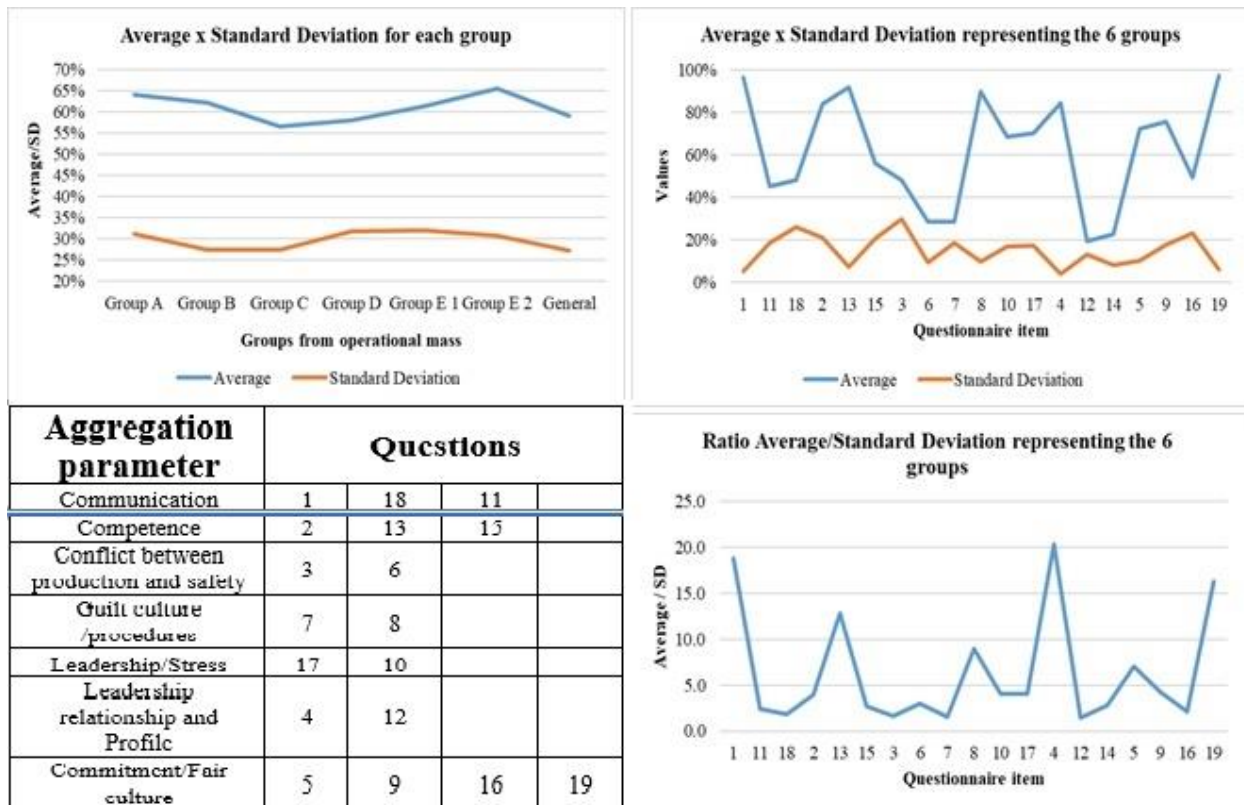 Average x Standard Deviation for each group
70%
65%
60%
55%
50%
45%
40%
35%
30%
25%
20%
Average/SD
Group A Group B Group C Group D Group E 1 Group E 2 General
Groups from operational mass
Average Standard Deviation
Average x Standard Deviation representing the 6 groups
100%
80%
60%
40%
20%
0%
Values
1 11 18 2 13 15 3 6 7 8 10 17 4 12 14 5 9 16 19
Questionnaire item
Average Standard Deviation
Aggregation
parameter
Qucstions
Communication 1 18 11
Competence 2 13 15
Conflict between
production and safety
3 6
Guilt culture
/procedures
7 8
Leadership/Stress 17 10
Leadership
relationship and
Profilc
4 12
Commitment/Fair
culture
5 9 16 19
Ratio Average/Standard Deviation representing the 6
groups
25.0
20.0
15.0
10.0
5.0
0.0
Average / SD
1 11 18 2 13 15 3 6 7 8 10 17 4 12 14 5 9 16 19
Questionnaire item